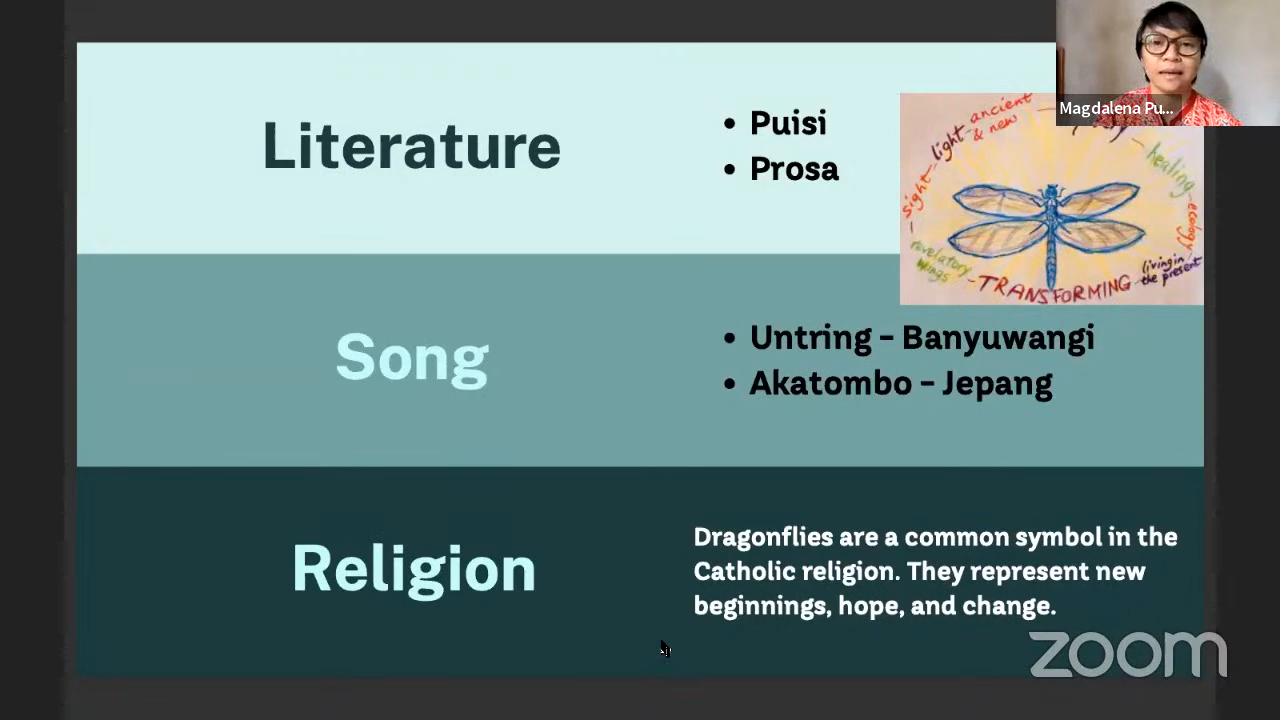 Literature
• Puisi
• Prosa
Magdalena Pu...
sight
light
ancient
& new
healing
ecology
living in
the present
TRANSFORMING
revelatory
wings
Song
• Untring - Banyuwangi
• Akatombo - Jepang
Religion
Dragonflies are a common symbol in the
Catholic religion. They represent new
beginnings, hope, and change.
zoom